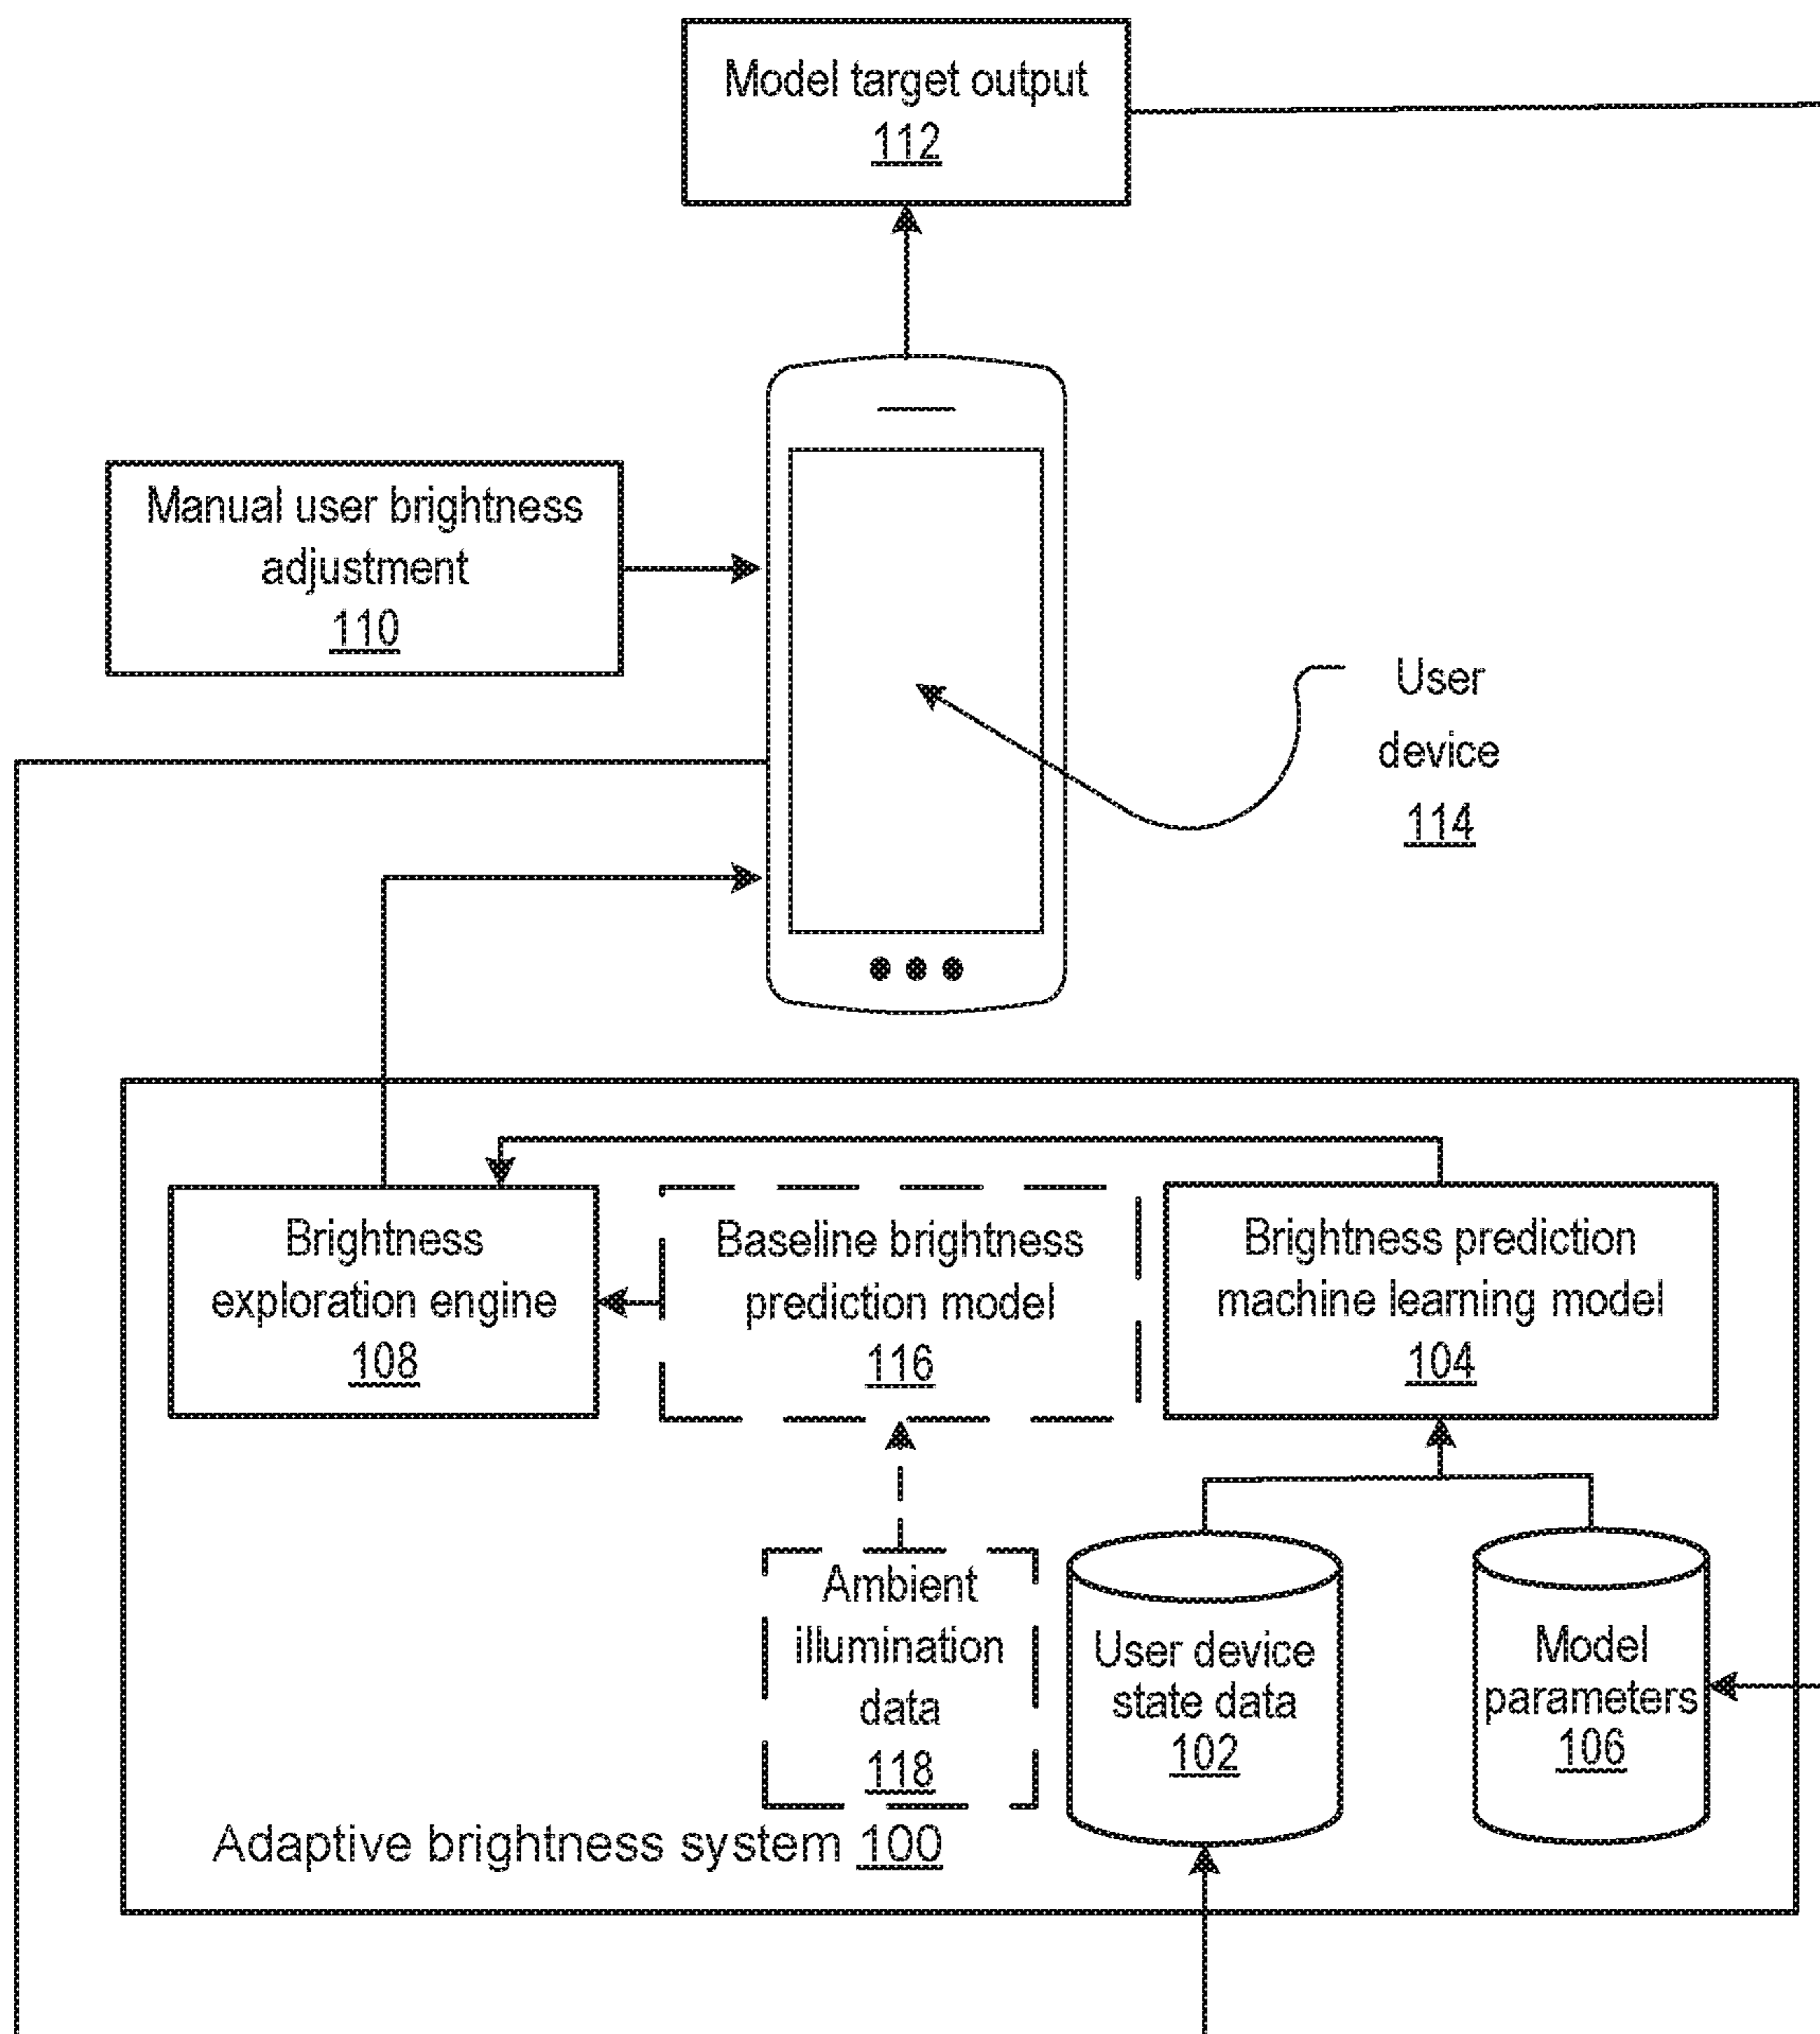 Model target output
112
Manual user brightness
adjustment
110
User
device
114
Brightness
exploration engine
108
Baseline brightness
prediction model
116
Brightness prediction
machine learning model
104
Ambient
illumination
data
118
User device
state data
102
Model
parameters
106
Adaptive brightness system 100